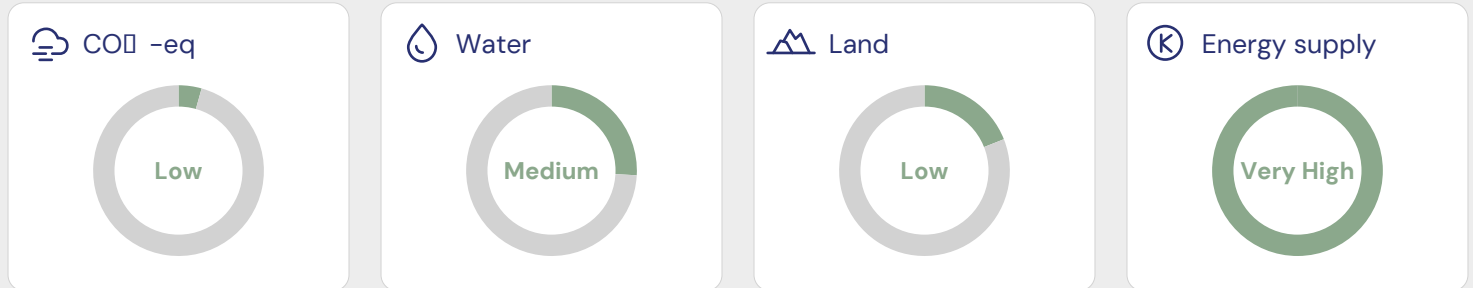 CO▯ -eq
Low
Water
Medium
Land
Low
Energy supply
Very High